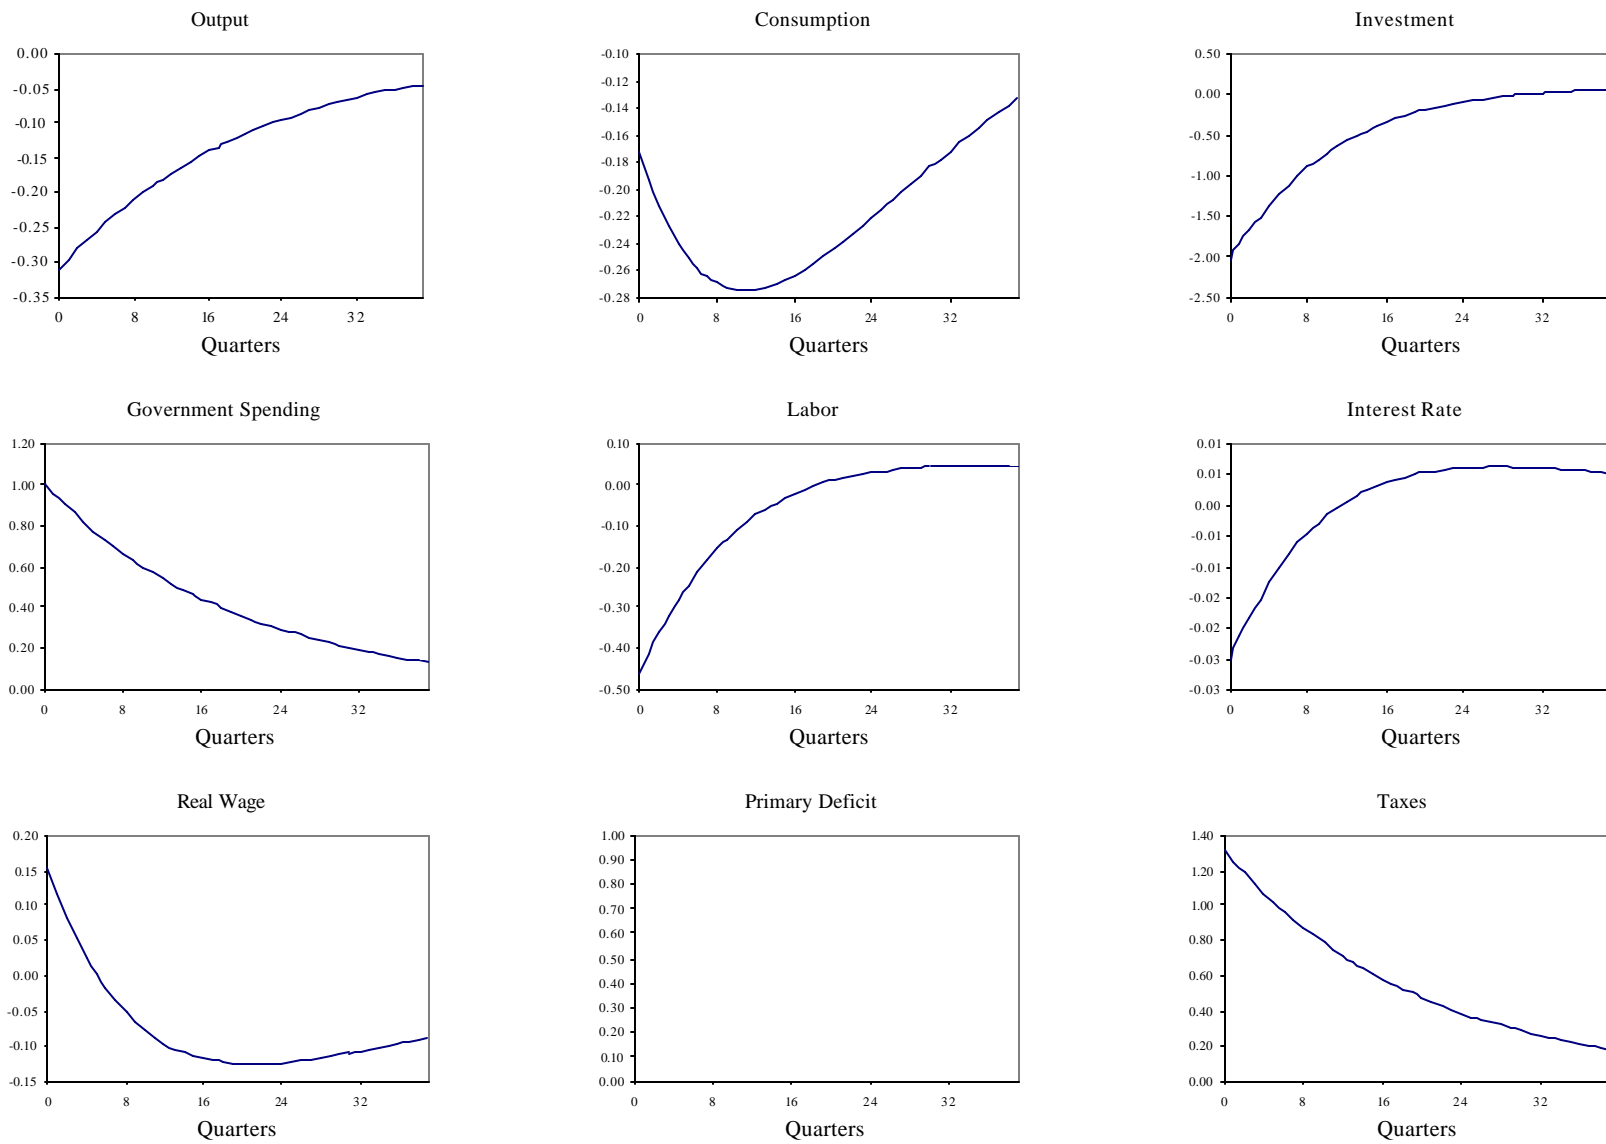 Output
0.00
-0.05
-0.10
-0.15
-0.20
-0.25
-0.30
-0.35
0 8 16 24 32
Quarters
Consumption
-0.10
-0.12
-0.14
-0.16
-0.18
-0.20
-0.22
-0.24
-0.26
-0.28
0 8 16 24 32
Quarters
Investment
0.50
0.00
-0.50
-1.00
-1.50
-2.00
-2.50
0 8 16 24 32
Quarters
Government Spending
1.20
1.00
0.80
0.60
0.40
0.20
0.00
0 8 16 24 32
Quarters
Labor
0.10
0.00
-0.10
-0.20
-0.30
-0.40
-0.50
0 8 16 24 32
Quarters
Interest Rate
0.01
0.01
0.00
-0.01
-0.01
-0.02
-0.02
-0.03
-0.03
0 8 16 24 32
Quarters
Real Wage
0.20
0.15
0.10
0.05
0.00
-0.05
-0.10
-0.15
0 8 16 24 32
Quarters
Primary Deficit
1.00
0.90
0.80
0.70
0.60
0.50
0.40
0.30
0.20
0.10
0.00
0 8 16 24 32
Quarters
Taxes
1.40
1.20
1.00
0.80
0.60
0.40
0.20
0.00
0 8 16 24 32
Quarters